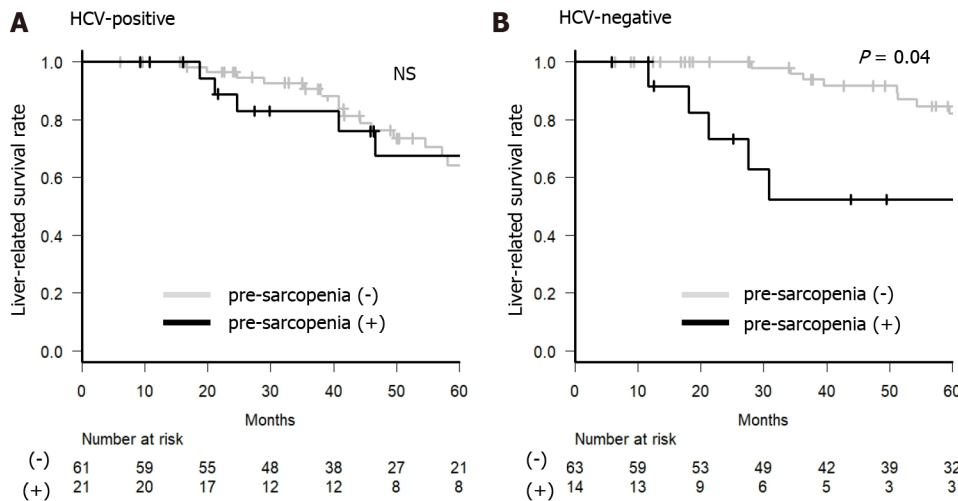 A HCV-positive
NS
Liver-related survival rate
1.0
0.8
0.6
0.4
0.2
0.0
pre-sarcopenia (-)
pre-sarcopenia (+)
0 10 20 30 40 50 60
Months
Number at risk
(-) 61 59 55 48 38 27 21
(+) 21 20 17 12 12 8 8
B HCV-negative
P = 0.04
Liver-related survival rate
1.0
0.8
0.6
0.4
0.2
0.0
pre-sarcopenia (-)
pre-sarcopenia (+)
0 10 20 30 40 50 60
Months
Number at risk
(-) 63 59 53 49 42 39 32
(+) 14 13 9 6 5 3 3